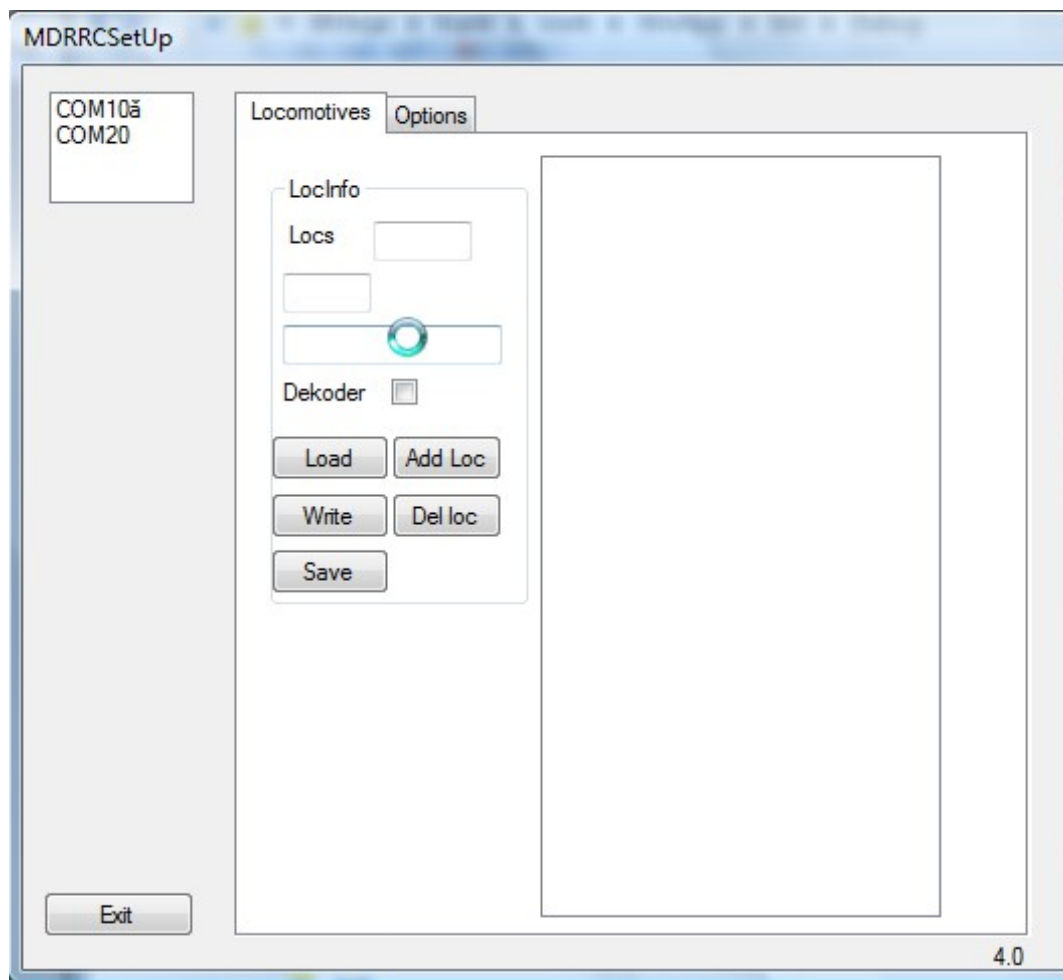 MDRRCSetUp
COM10ă
COM20
Locomotives
Options
LocInfo
Locs
Dekoder
Load
Add Loc
Write
Del loc
Save
Exit
4.0